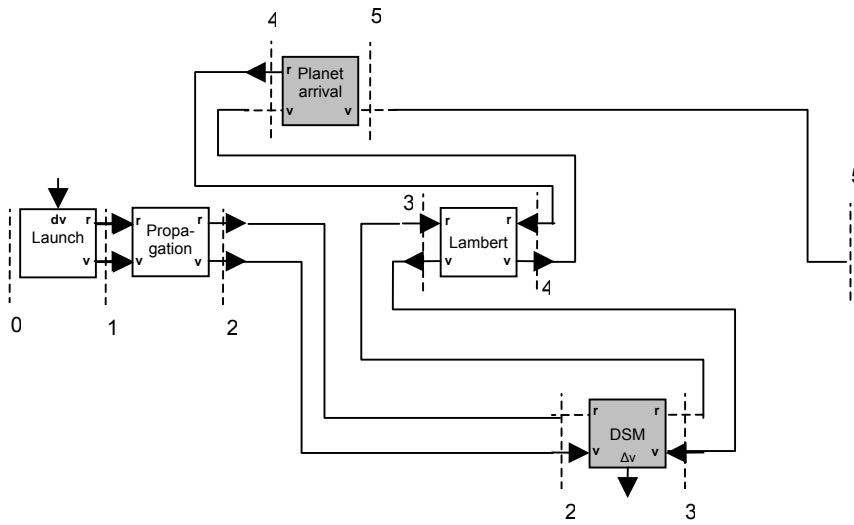 4
5
r Planet
arrival
v v
5
dv
r
Launch
v
r r
Propa-
gation
v v
3
r r
Lambert
v v
4
0
1
2
r r
DSM
v v
Δv
2
3